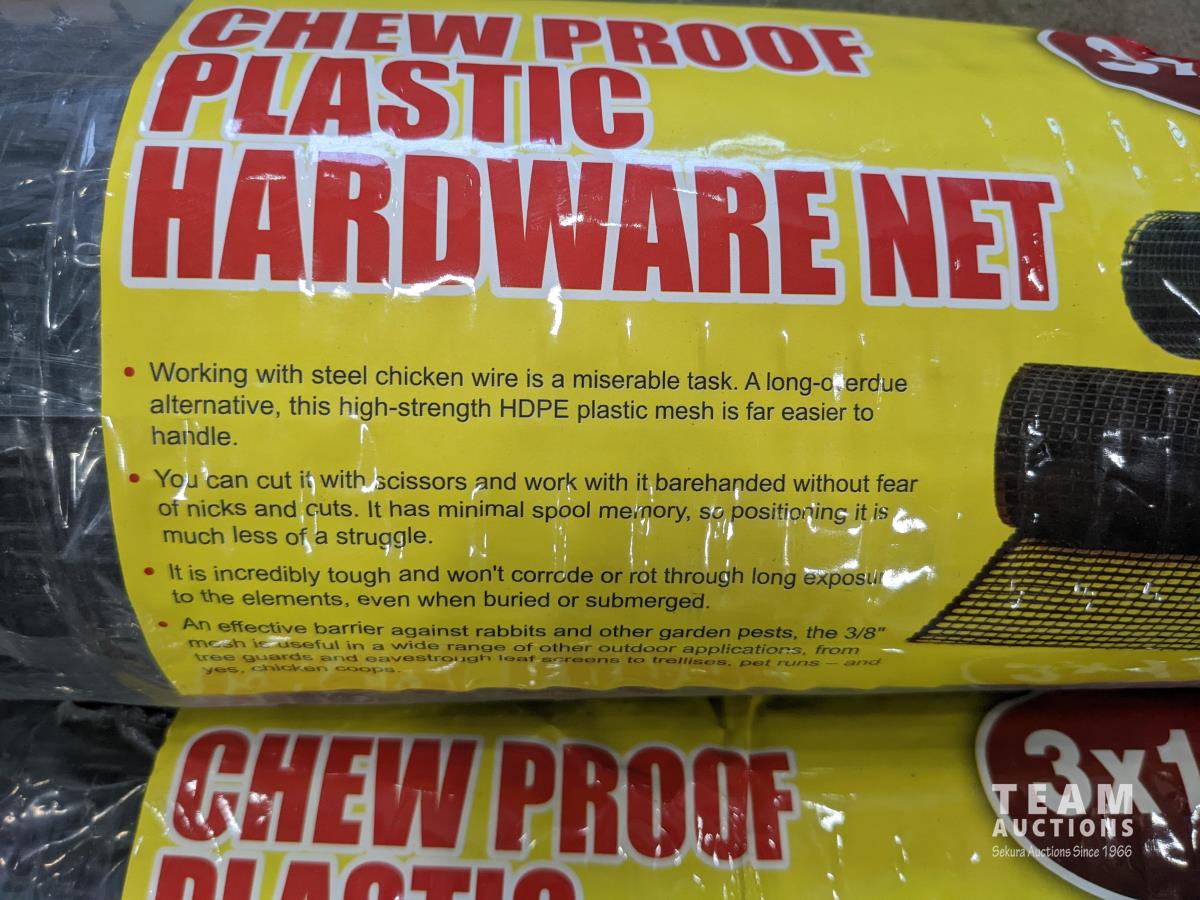 CHEW PROOF
PLASTIC
HARDWARE NET
• Working with steel chicken wire is a miserable task. A long-overdue
alternative, this high-strength HDPE plastic mesh is far easier to
handle.
• You can cut it with scissors and work with it barehanded without fear
of nicks and cuts. It has minimal spool memory, so positioning it is
much less of a struggle.
• It is incredibly tough and won't corrode or rot through long exposure
to the elements, even when buried or submerged.
• An effective barrier against rabbits and other garden pests, the 3/8"
mesh is useful in a wide range of other outdoor applications, from
tree guards and eavestrough leaf screens to trellises, pet runs – and
yes, chicken coops.
CHEW PROOF
PLASTIC
3x1
TEAM
AUCTIONS
Sekura Auctions Since 1966